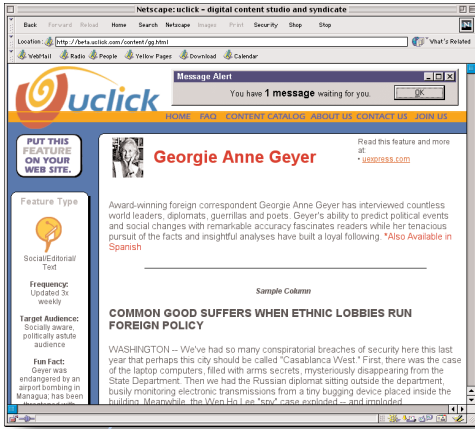 Netscape: uclick - digital content studio and syndicate
Back Forward Reload Home Search Netscape Images Print Security Shop Stop
Location: http://beta.uclick.com/content/gg.html What's Related
WebMail Radio People Yellow Pages Download Calendar
Message Alert
You have 1 message waiting for you.
OK
uclick
HOME FAQ CONTENT CATALOG ABOUT US CONTACT US JOIN US
PUT THIS
FEATURE
ON YOUR
WEB SITE.
Georgie Anne Geyer
Read this feature and more
at
• uexpress.com
Feature Type
Social/Editorial/
Text
Frequency:
Updated 3x
weekly
Target Audience:
Socially aware,
politically astute
audience
Fun Fact:
Geyer was
endangered by an
airport bombing in
Managua; has been
threatened with
Award-winning foreign correspondent Georgie Anne Geyer has interviewed countless
world leaders, diplomats, guerrillas and poets. Geyer's ability to predict political events
and social changes with remarkable accuracy fascinates readers while her tenacious
pursuit of the facts and insightful analyses have built a loyal following. *Also Available in
Spanish
Sample Column
COMMON GOOD SUFFERS WHEN ETHNIC LOBBIES RUN
FOREIGN POLICY
WASHINGTON -- We've had so many conspiratorial breaches of security here this last
year that perhaps this city should be called "Casablanca West." First, there was the case
of the laptop computers, filled with arms secrets, mysteriously disappearing from the
State Department. Then we had the Russian diplomat sitting outside the department,
busily monitoring electronic transmissions from a tiny bugging device placed inside the
building. Meanwhile, the Wen Ho Lee "spy" case exploded -- and imploded